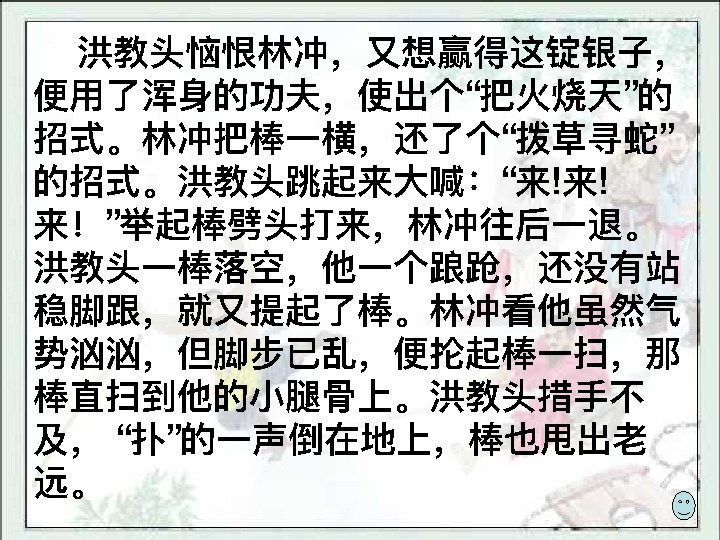 洪教头恼恨林冲，又想赢得这锭银子，
便用了浑身的功夫，使出个“把火烧天”的
招式。林冲把棒一横，还了个“拨草寻蛇”
的招式。洪教头跳起来大喊：“来!来!
来！”举起棒劈头打来，林冲往后一退。
洪教头一棒落空，他一个踉跄，还没有站
稳脚跟，就又提起了棒。林冲看他虽然气
势汹汹，但脚步已乱，便抡起棒一扫，那
棒直扫到他的小腿骨上。洪教头措手不
及， “扑”的一声倒在地上，棒也甩出老
远。